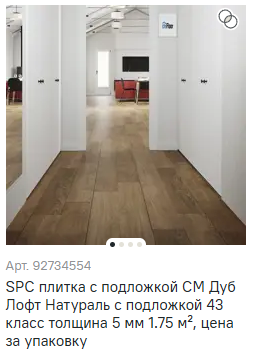 Арт. 92734554
SPC плитка с подложкой СМ Дуб
Лофт Натураль с подложкой 43
класс толщина 5 мм 1.75 м², цена
за упаковку